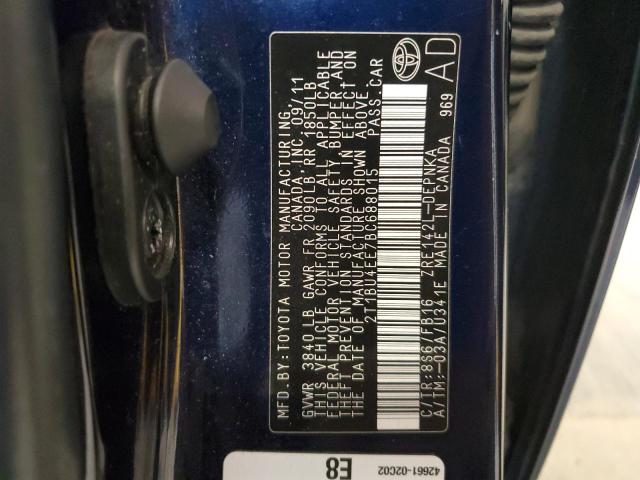 MFD.BY:TOYOTA MOTOR MANUFACTURING
CANADA,INC. 09/11
GVWR 3840LB GAWR FR 2090LB RR 1850LB
THIS VEHICLE CONFORMS TO ALL APPLICABLE
FEDERAL MOTOR VEHICLE SAFETY, BUMPER,AND
THEFT PREVENTION STANDARDS IN EFFECT ON
THE DATE OF MANUFACTURE SHOWN ABOVE.
2T1BU4EE7BC688015 PASS.CAR
C/TR:8S6/FB16 ZRE142L-DEPNKA
A/TM:-03A/U341E MADE IN CANADA 969
AD
E8
42661-02C02